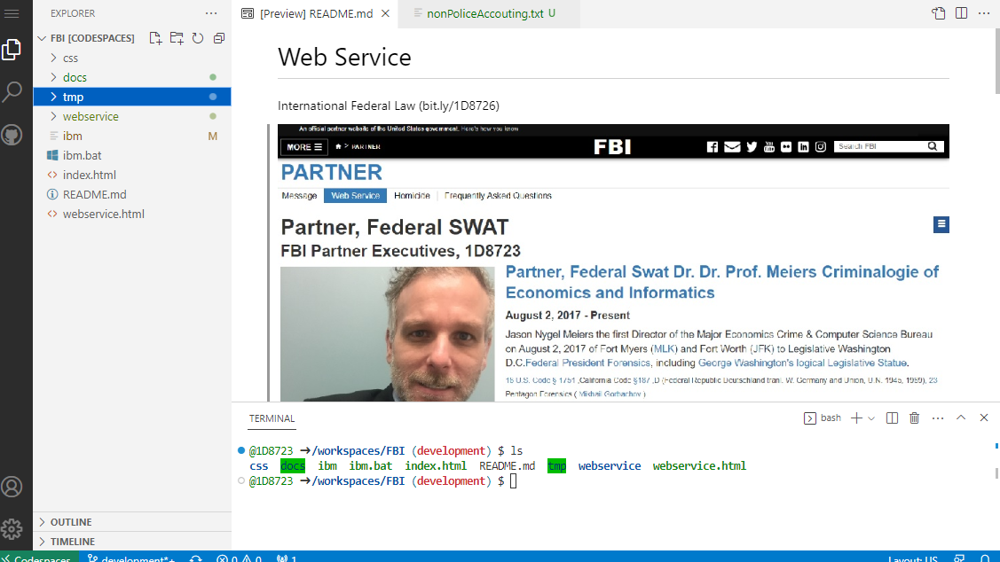 EXPLORER
[Preview] README.md
nonPoliceAccouting.txt U
FBI [CODESPACES]
css
docs
tmp
webservice
ibm M
ibm.bat
index.html
README.md
webservice.html
OUTLINE
TIMELINE
Web Service
International Federal Law (bit.ly/1D8726)
An official partner website of the United States government. Here's how you know
MORE
> PARTNER
FBI
Search FBI
PARTNER
Message Web Service Homicide Frequently Asked Questions
Partner, Federal SWAT
FBI Partner Executives, 1D8723
Partner, Federal Swat Dr. Dr. Prof. Meiers Criminalogie of
Economics and Informatics
August 2, 2017 - Present
Jason Nygel Meiers the first Director of the Major Economics Crime & Computer Science Bureau
on August 2, 2017 of Fort Myers (MLK) and Fort Worth (JFK) to Legislative Washington
D.C.Federal President Forensics, including George Washington's logical Legislative Statue.
18 U.S. Code § 1751 ,California Code §187 ,D (Federal Republic Deutschland tranl. W. Germany and Union, U.N. 1945, 1989), 23
Pentagon Forensics ( Mikhail Gorbachov )
TERMINAL
bash
@1D8723 ➜/workspaces/FBI (development) $ ls
css docs ibm ibm.bat index.html README.md tmp webservice webservice.html
@1D8723 ➜/workspaces/FBI (development) $
Codespaces
development*+
0 0
1
Layout: US